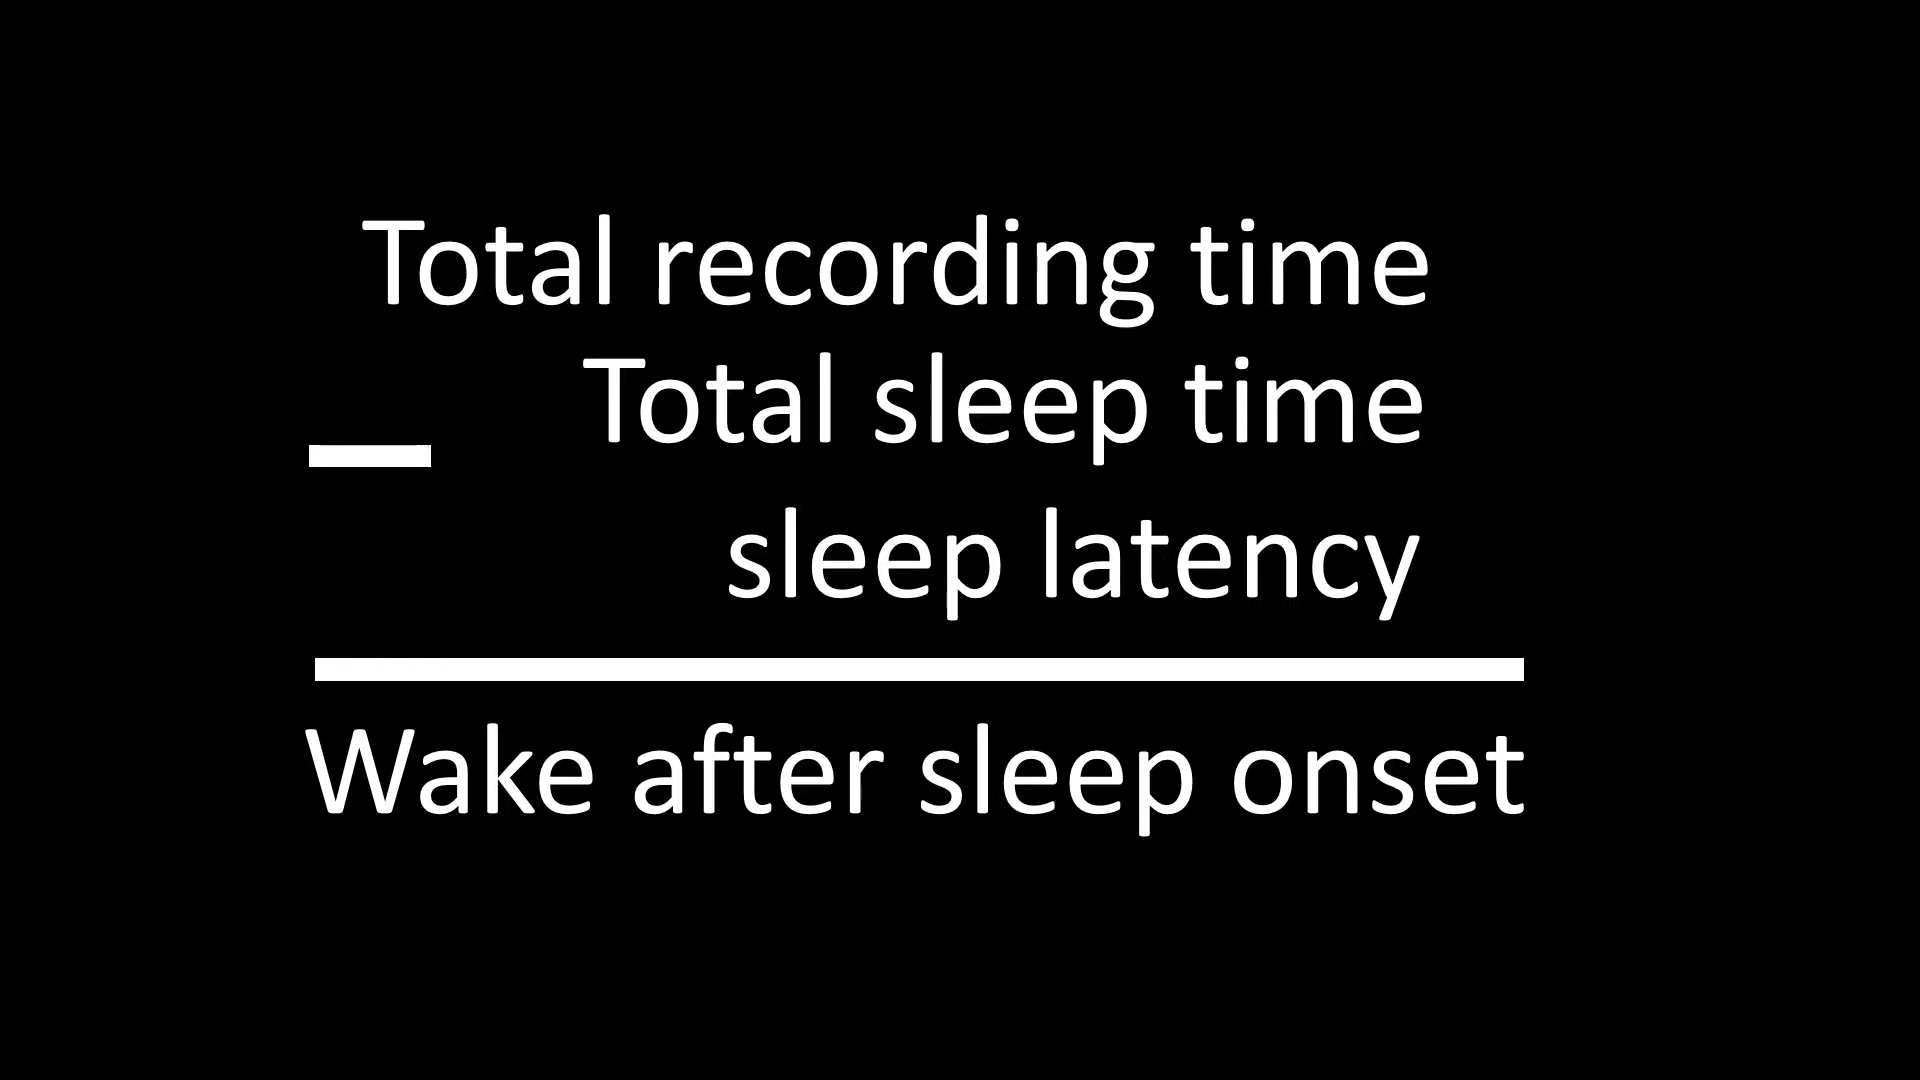 Total recording time
Total sleep time
sleep latency
Wake after sleep onset